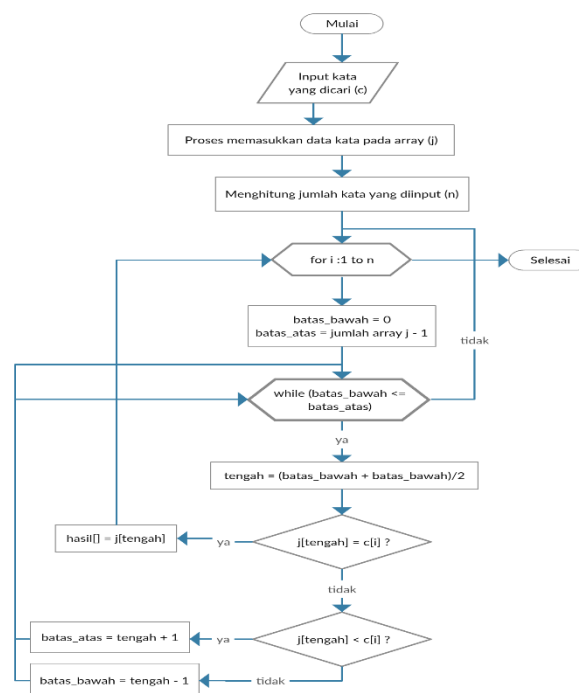 Mulai
Input kata
yang dicari (c)
Proses memasukkan data kata pada array (j)
Menghitung jumlah kata yang diinput (n)
for i :1 to n
Selesai
batas_bawah = 0
batas_atas = jumlah array j - 1
tidak
while (batas_bawah <=
batas_atas)
ya
tengah = (batas_bawah + batas_bawah)/2
hasil[] = j[tengah]
ya
j[tengah] = c[i] ?
tidak
batas_atas = tengah + 1
ya
j[tengah] < c[i] ?
batas_bawah = tengah - 1
tidak